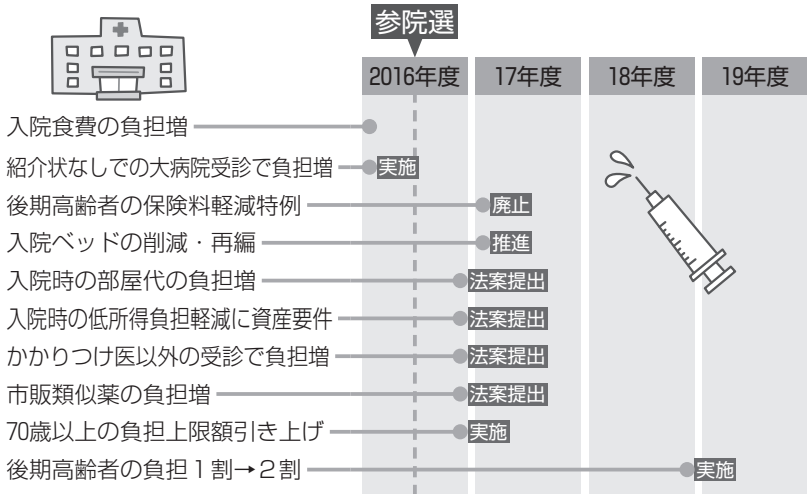 参院選
2016年度 17年度 18年度 19年度
入院食費の負担増
紹介状なしでの大病院受診で負担増 実施
後期高齢者の保険料軽減特例 廃止
入院ベッドの削減・再編 推進
入院時の部屋代の負担増 法案提出
入院時の低所得負担軽減に資産要件 法案提出
かかりつけ医以外の受診で負担増 法案提出
市販類似薬の負担増 法案提出
70歳以上の負担上限額引き上げ 実施
後期高齢者の負担1割→2割 実施